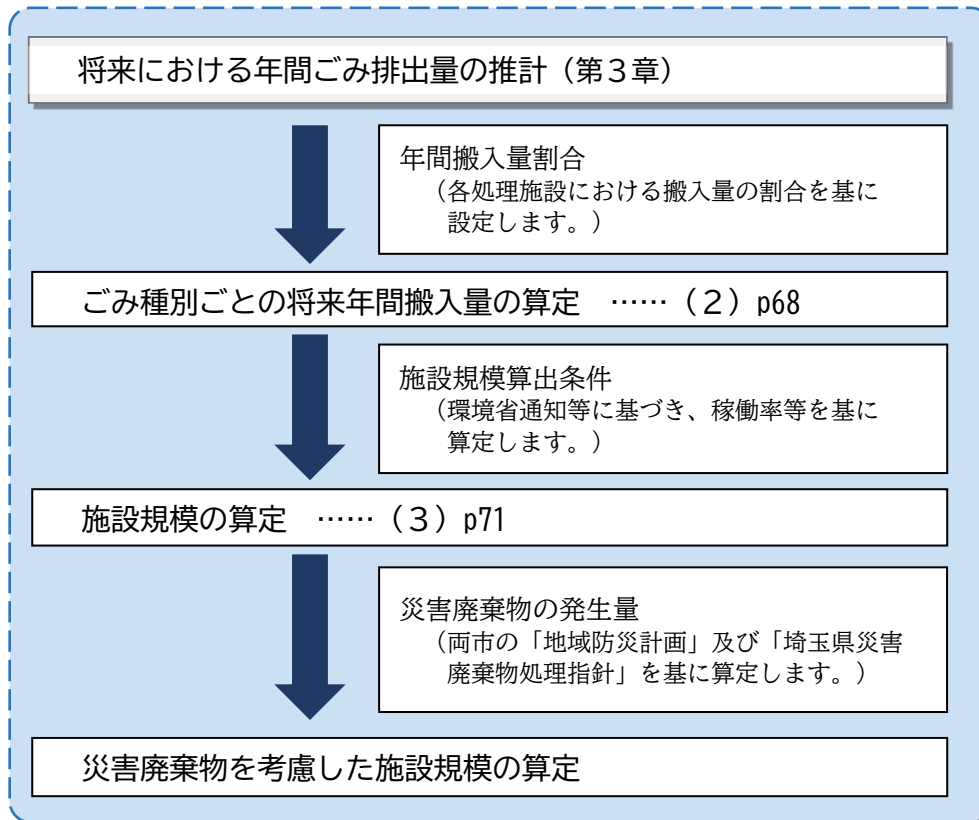 将来における年間ごみ排出量の推計（第３章）
年間搬入量割合
（各処理施設における搬入量の割合を基に
設定します。）
ごみ種別ごとの将来年間搬入量の算定　……（２）p68
施設規模算出条件
（環境省通知等に基づき、稼働率等を基に
算定します。）
施設規模の算定　……（３）p71
災害廃棄物の発生量
（両市の「地域防災計画」及び「埼玉県災害
廃棄物処理指針」を基に算定します。）
災害廃棄物を考慮した施設規模の算定